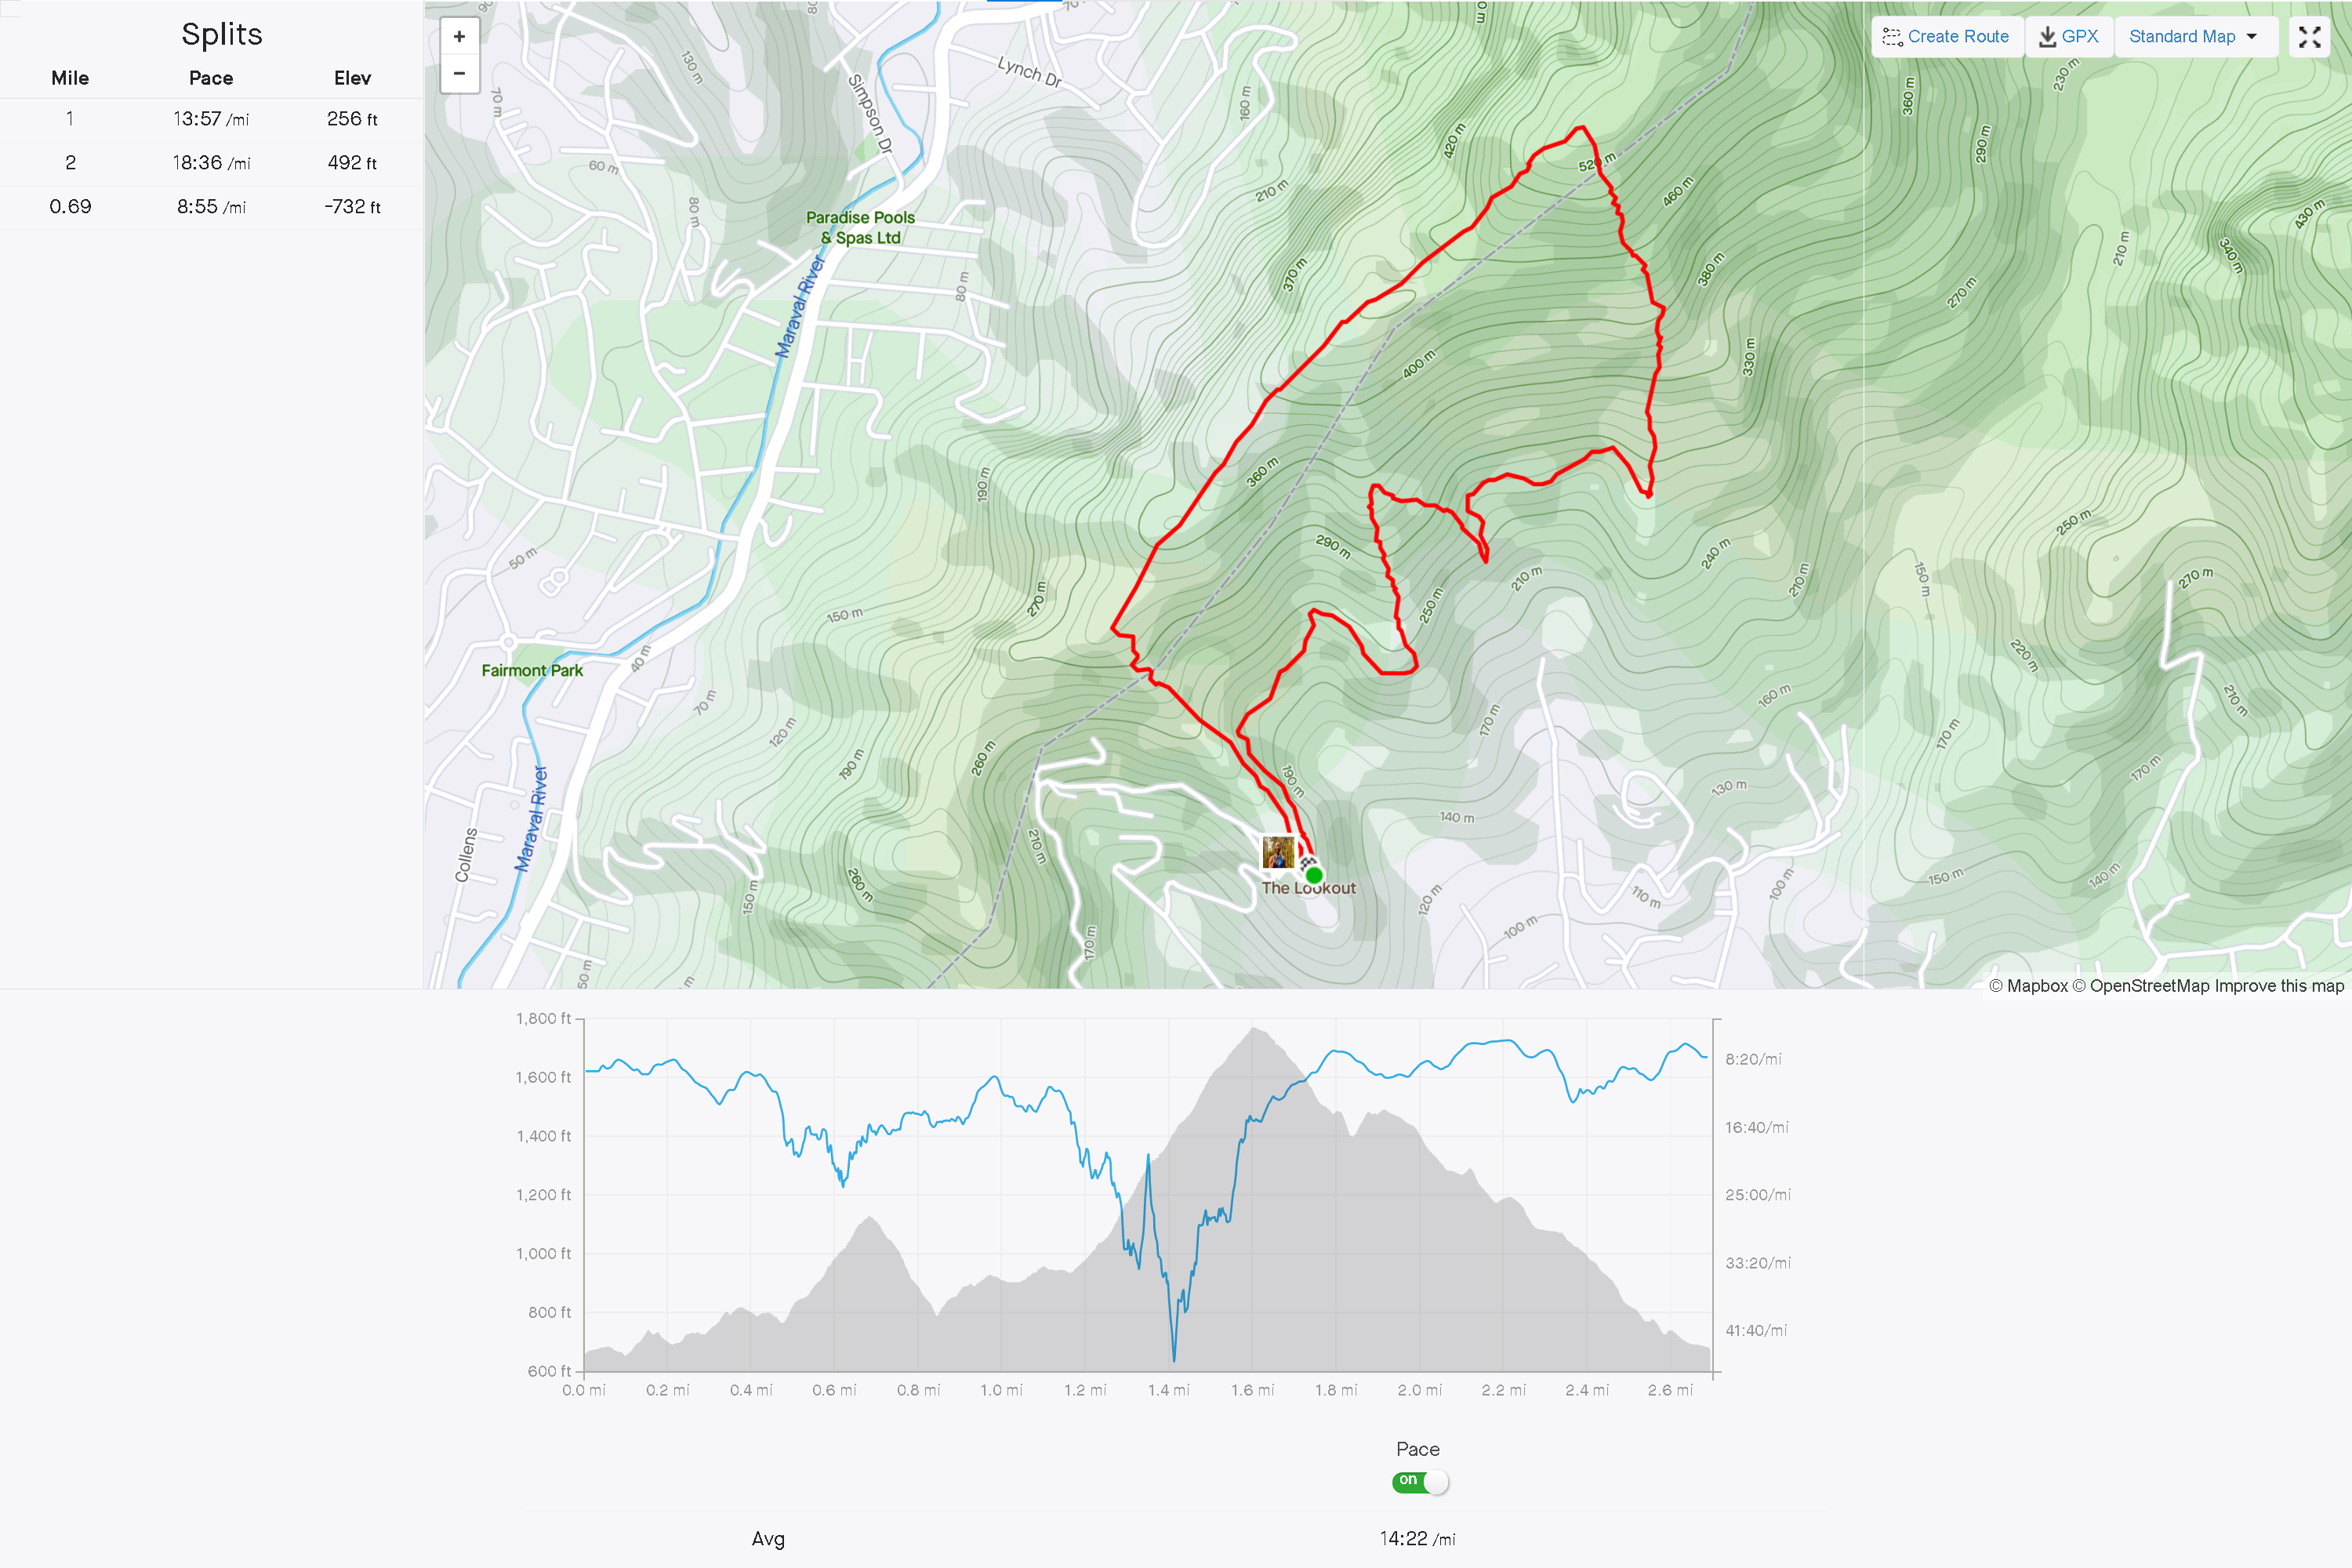 Splits
Mile Pace Elev
1 13:57 /mi 256 ft
2 18:36 /mi 492 ft
0.69 8:55 /mi -732 ft
+
−
Create Route
GPX
Standard Map
Lynch Dr
Simpson Dr
130 m
70 m
160 m
60 m
80 m
210 m
420 m
520 m
460 m
360 m
290 m
230 m
430 m
340 m
210 m
Paradise Pools
& Spas Ltd
Maraval River
80 m
370 m
380 m
270 m
400 m
330 m
190 m
360 m
290 m
250 m
210 m
240 m
210 m
150 m
250 m
270 m
50 m
150 m
270 m
Fairmont Park
40 m
70 m
120 m
190 m
260 m
190 m
170 m
160 m
130 m
140 m
170 m
220 m
210 m
170 m
Maraval River
Collens
150 m
260 m
210 m
170 m
The Lookout
120 m
100 m
110 m
100 m
150 m
140 m
50 m
© Mapbox © OpenStreetMap Improve this map
1,800 ft
1,600 ft
1,400 ft
1,200 ft
1,000 ft
800 ft
600 ft
8:20/mi
16:40/mi
25:00/mi
33:20/mi
41:40/mi
0.0 mi 0.2 mi 0.4 mi 0.6 mi 0.8 mi 1.0 mi 1.2 mi 1.4 mi 1.6 mi 1.8 mi 2.0 mi 2.2 mi 2.4 mi 2.6 mi
Pace
on
Avg 14:22 /mi